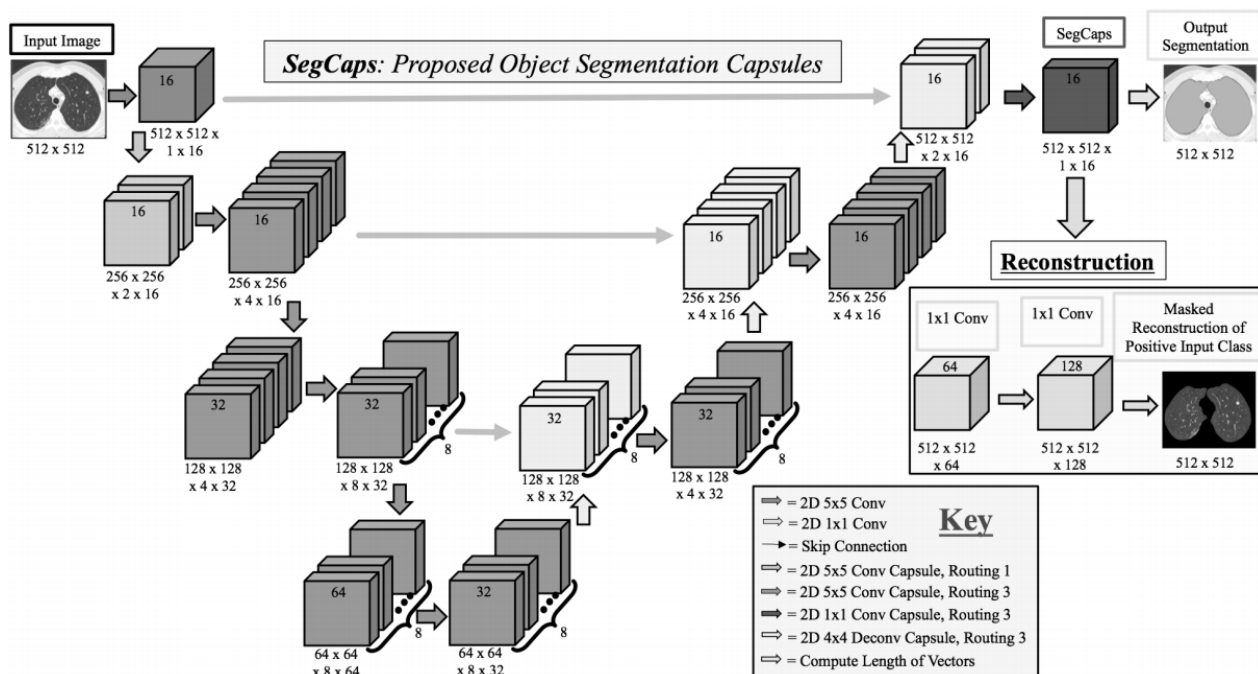 Input Image
512 x 512
16
512 x 512 x
1 x 16
SegCaps: Proposed Object Segmentation Capsules
16
512 x 512
x 2 x 16
SegCaps
16
512 x 512 x
1 x 16
Output
Segmentation
512 x 512
16
256 x 256
x 2 x 16
16
256 x 256
x 4 x 16
16
256 x 256
x 4 x 16
16
256 x 256
x 4 x 16
Reconstruction
1x1 Conv
1x1 Conv
Masked
Reconstruction of
Positive Input Class
64
512 x 512
x 64
128
512 x 512
x 128
512 x 512
32
128 x 128
x 4 x 32
32
8
128 x 128
x 8 x 32
32
8
128 x 128
x 8 x 32
32
8
128 x 128
x 4 x 32
64
8
64 x 64
x 8 x 64
32
8
64 x 64
x 8 x 32
Key
= 2D 5x5 Conv
= 2D 1x1 Conv
= Skip Connection
= 2D 5x5 Conv Capsule, Routing 1
= 2D 5x5 Conv Capsule, Routing 3
= 2D 1x1 Conv Capsule, Routing 3
= 2D 4x4 Deconv Capsule, Routing 3
= Compute Length of Vectors